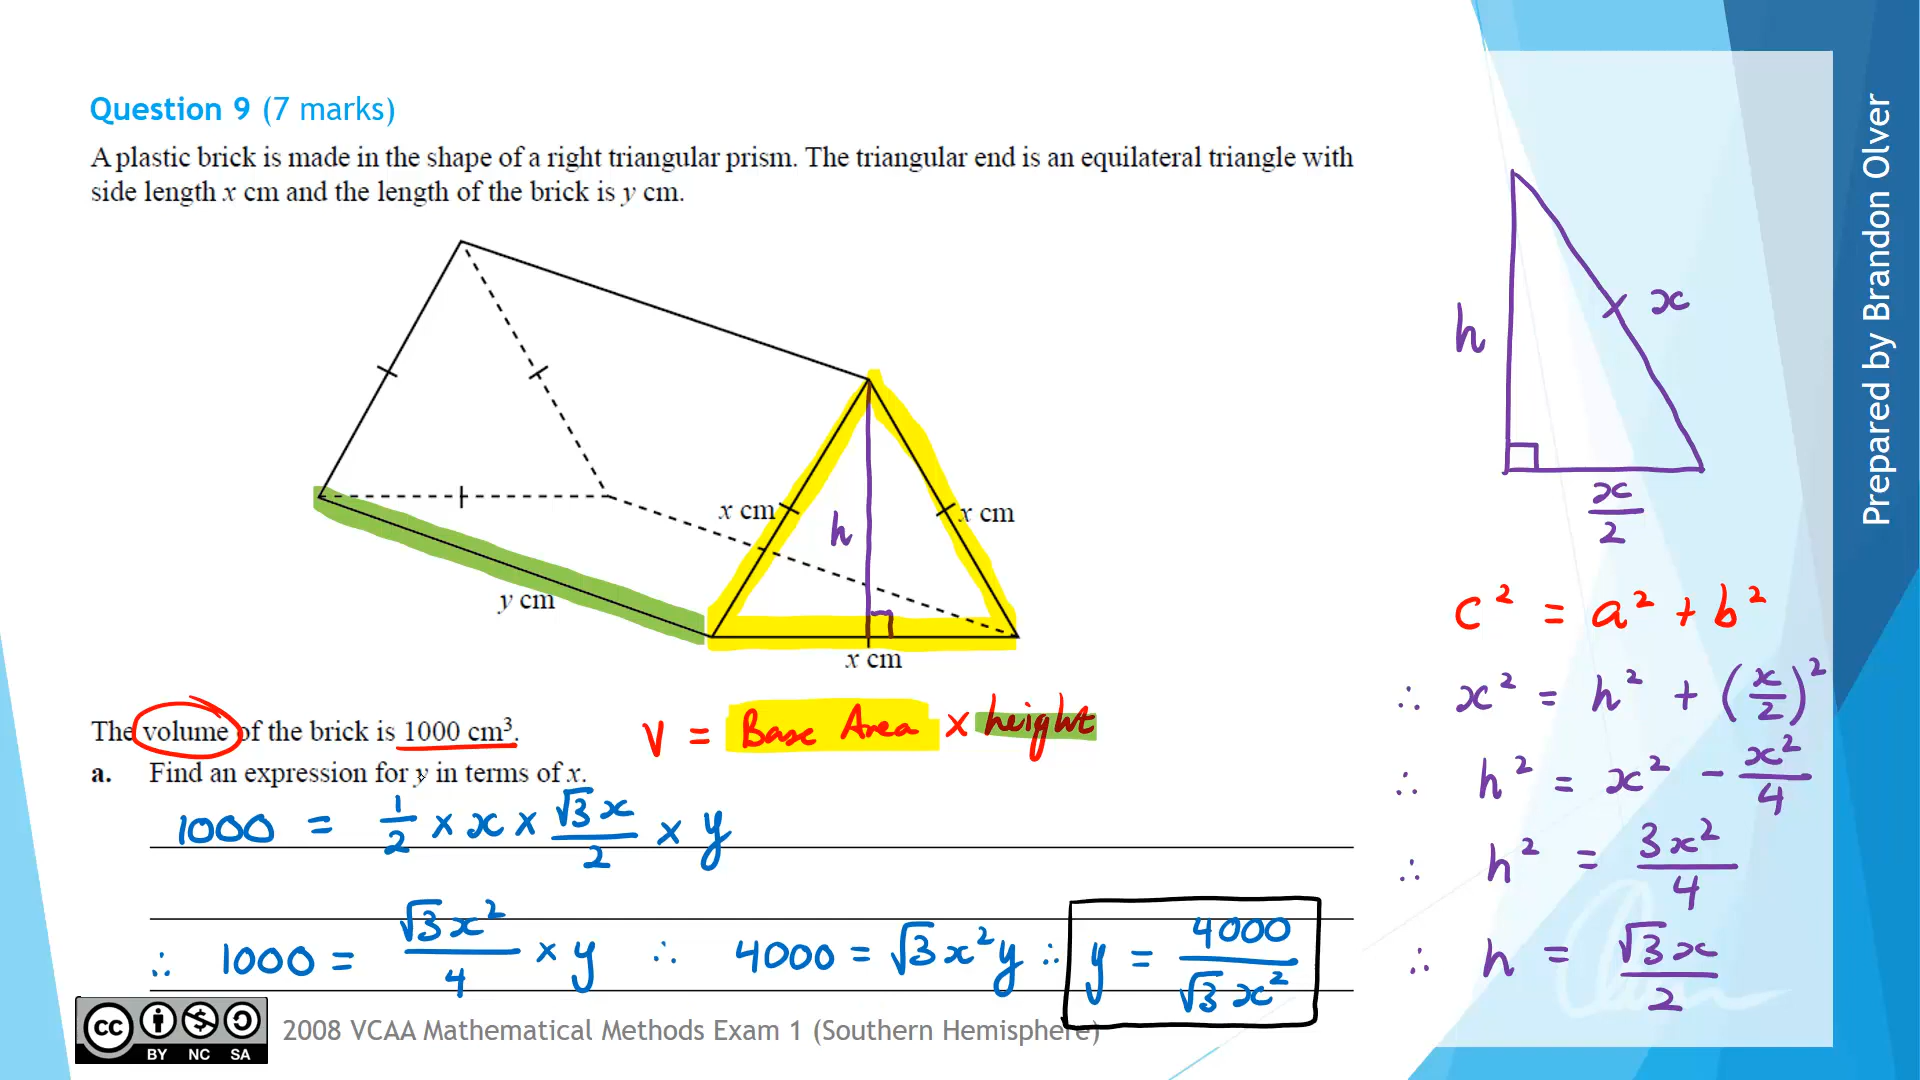 Question 9 (7 marks)
A plastic brick is made in the shape of a right triangular prism. The triangular end is an equilateral triangle with
side length x cm and the length of the brick is y cm.
x cm
x cm
h
y cm
x cm
The volume of the brick is 1000 cm³.
V = Base Area × height
a. Find an expression for y in terms of x.
1000 = 1/2 × x × √3x/2 × y
∴ 1000 = √3x²/4 × y ∴ 4000 = √3x²y ∴ y = 4000/√3x²
h
x
x/2
c² = a² + b²
∴ x² = h² + (x/2)²
∴ h² = x² - x²/4
∴ h² = 3x²/4
∴ h = √3x/2
Prepared by Brandon Olver
cc BY NC SA
2008 VCAA Mathematical Methods Exam 1 (Southern Hemisphere)